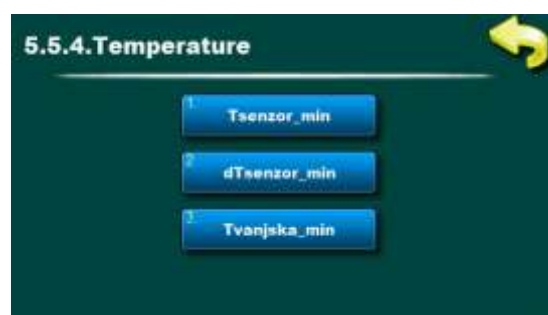 5.5.4.Temperature
1.
Tsenzor_min
2.
dTsenzor_min
3.
Tvanjska_min